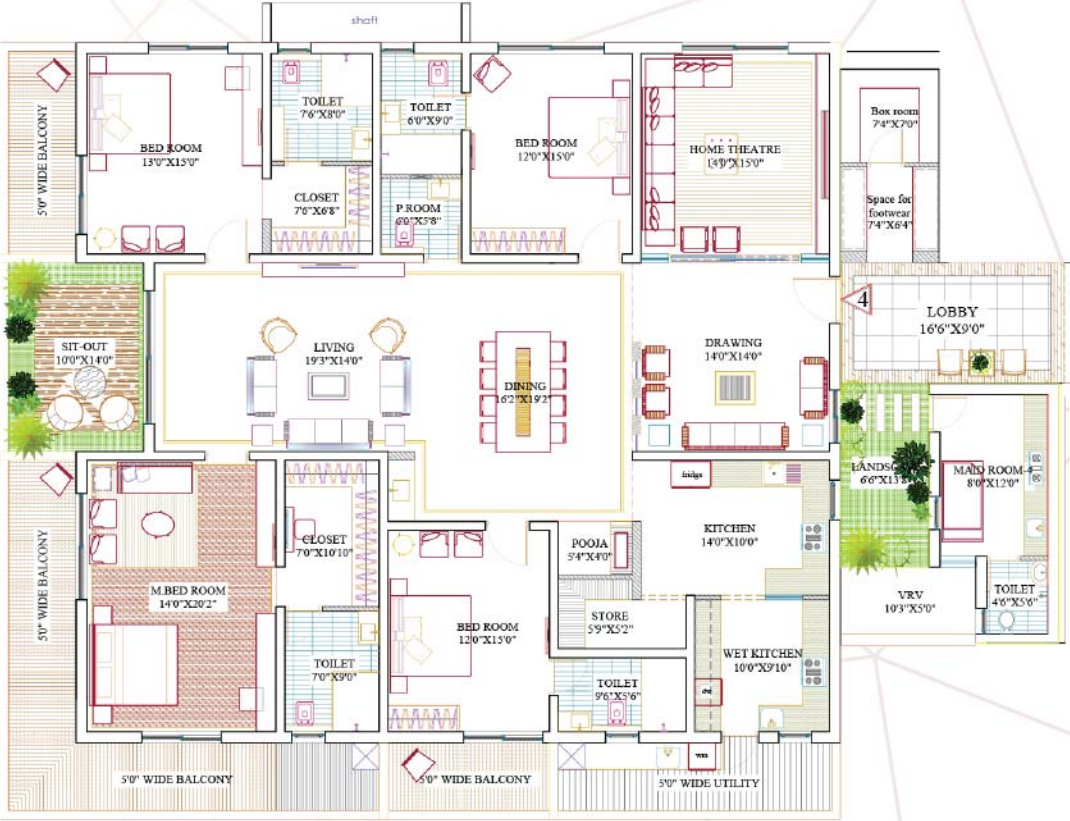 shaft
5'0" WIDE BALCONY
BED ROOM
13'0"X15'0"
TOILET
7'6"X8'0"
TOILET
6'0"X9'0"
BED ROOM
12'0"X15'0"
HOME THEATRE
14'0"X15'0"
Box room
7'4"X7'0"
CLOSET
7'6"X6'8"
P.ROOM
6'0"X5'8"
Space for
footwear
7'4"X6'4"
4
LOBBY
16'6"X9'0"
SIT-OUT
10'0"X14'0"
LIVING
19'3"X14'0"
DINING
16'2"X19'2"
DRAWING
14'0"X14'0"
LANDSCAPE
6'6"X13'8"
MAID ROOM-4
8'0"X12'0"
fridge
5'0" WIDE BALCONY
M.BED ROOM
14'0"X20'2"
CLOSET
7'0"X10'10"
POOJA
5'4"X4'0"
KITCHEN
14'0"X10'0"
VRV
10'3"X5'0"
TOILET
4'6"X5'6"
BED ROOM
12'0"X15'0"
STORE
5'9"X5'2"
WET KITCHEN
10'0"X9'10"
TOILET
7'0"X9'0"
TOILET
9'6"X5'6"
5'0" WIDE BALCONY
5'0" WIDE BALCONY
5'0" WIDE UTILITY